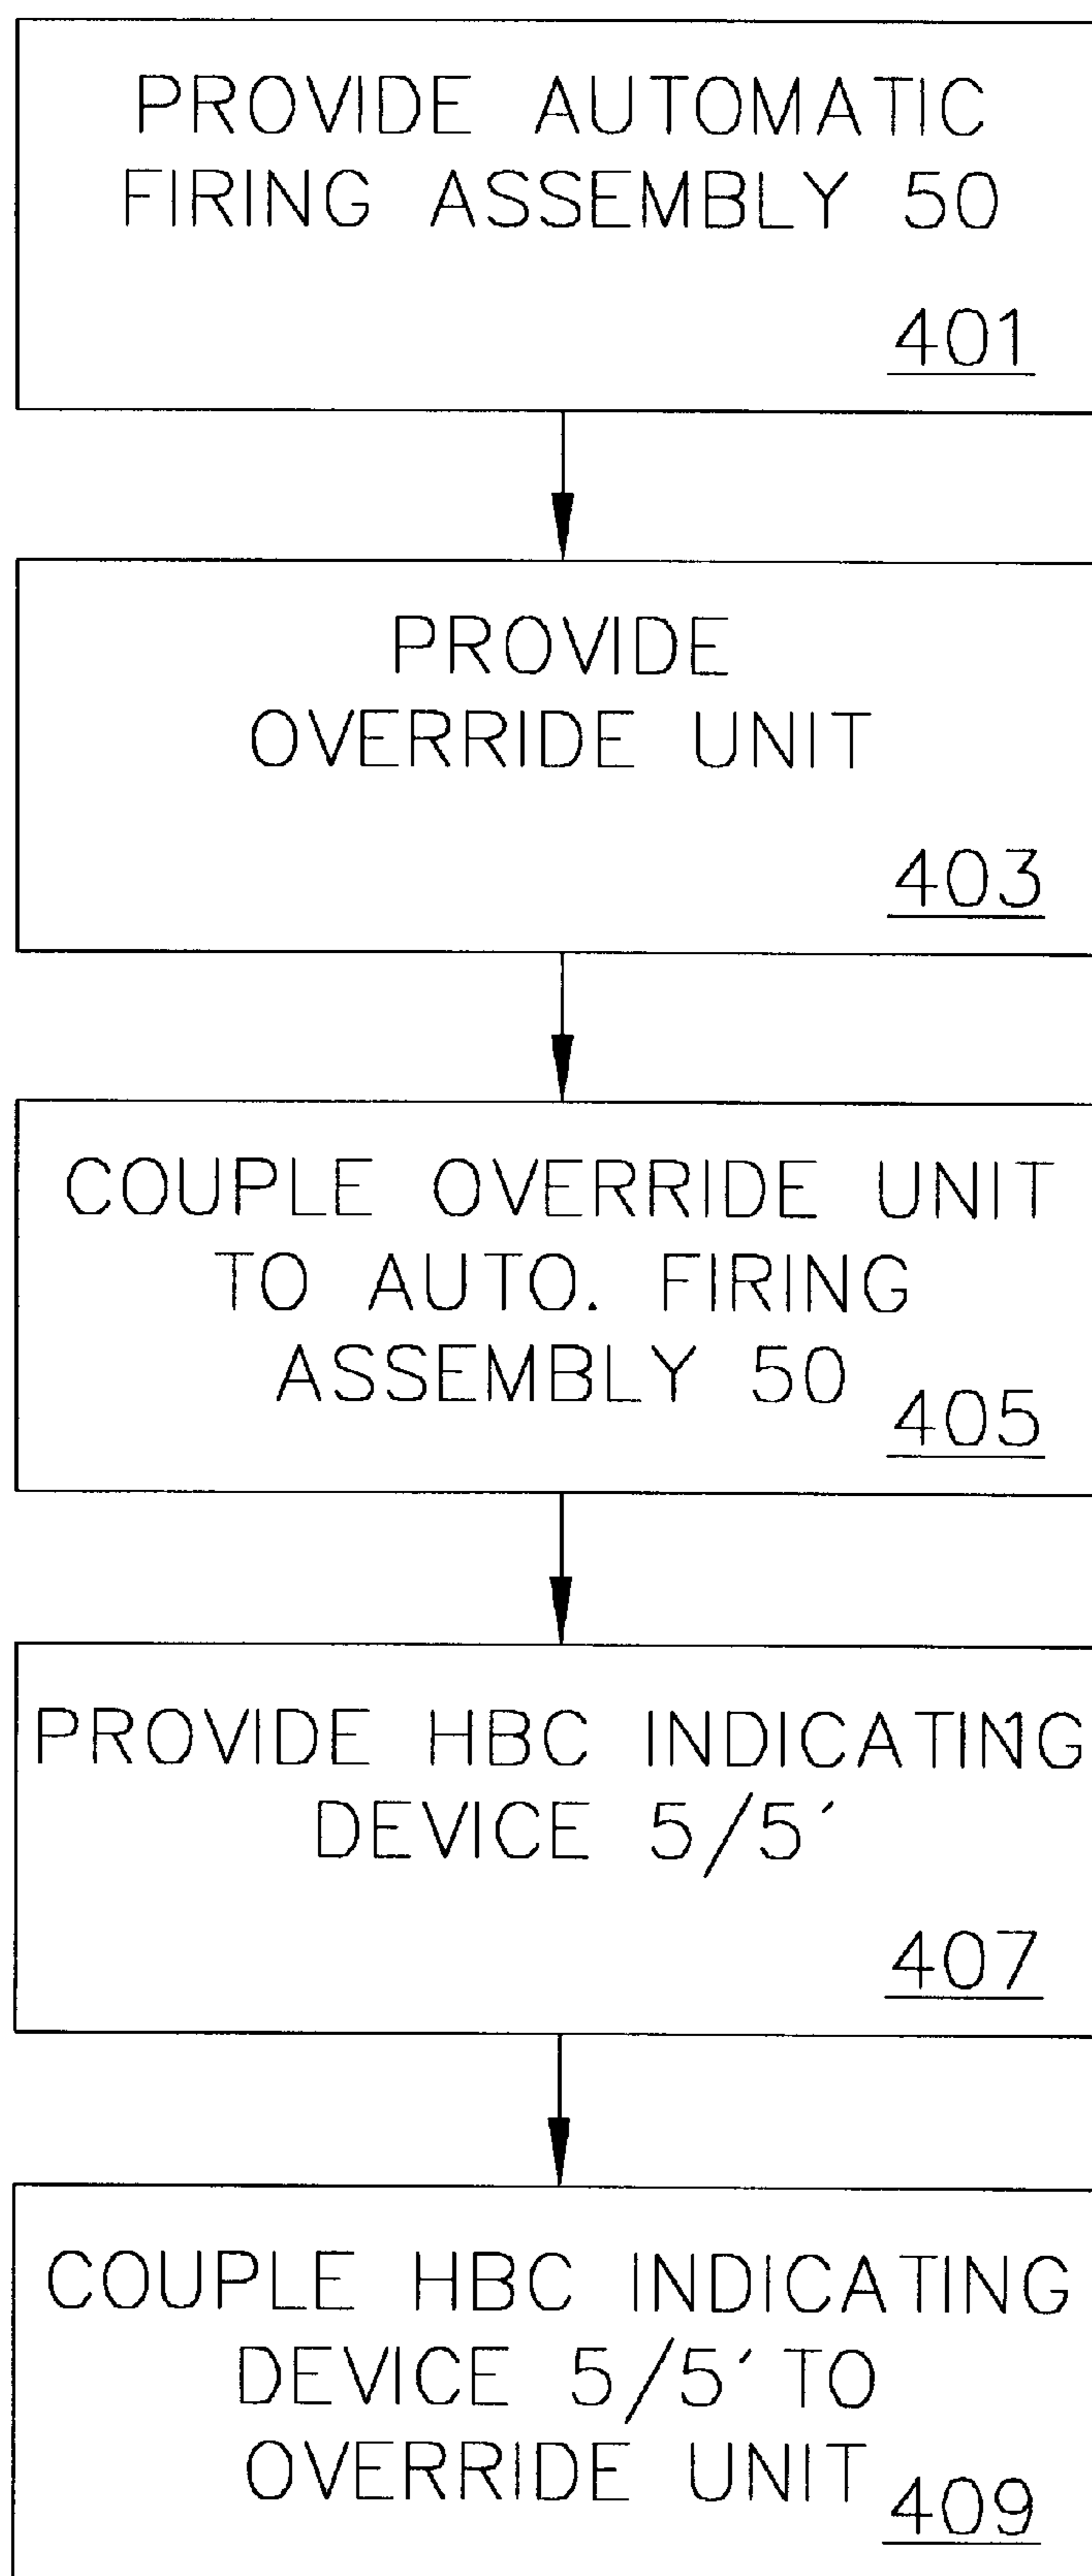 PROVIDE AUTOMATIC
FIRING ASSEMBLY 50
401
PROVIDE
OVERRIDE UNIT
403
COUPLE OVERRIDE UNIT
TO AUTO. FIRING
ASSEMBLY 50
405
PROVIDE HBC INDICATING
DEVICE 5/5´
407
COUPLE HBC INDICATING
DEVICE 5/5´ TO
OVERRIDE UNIT
409